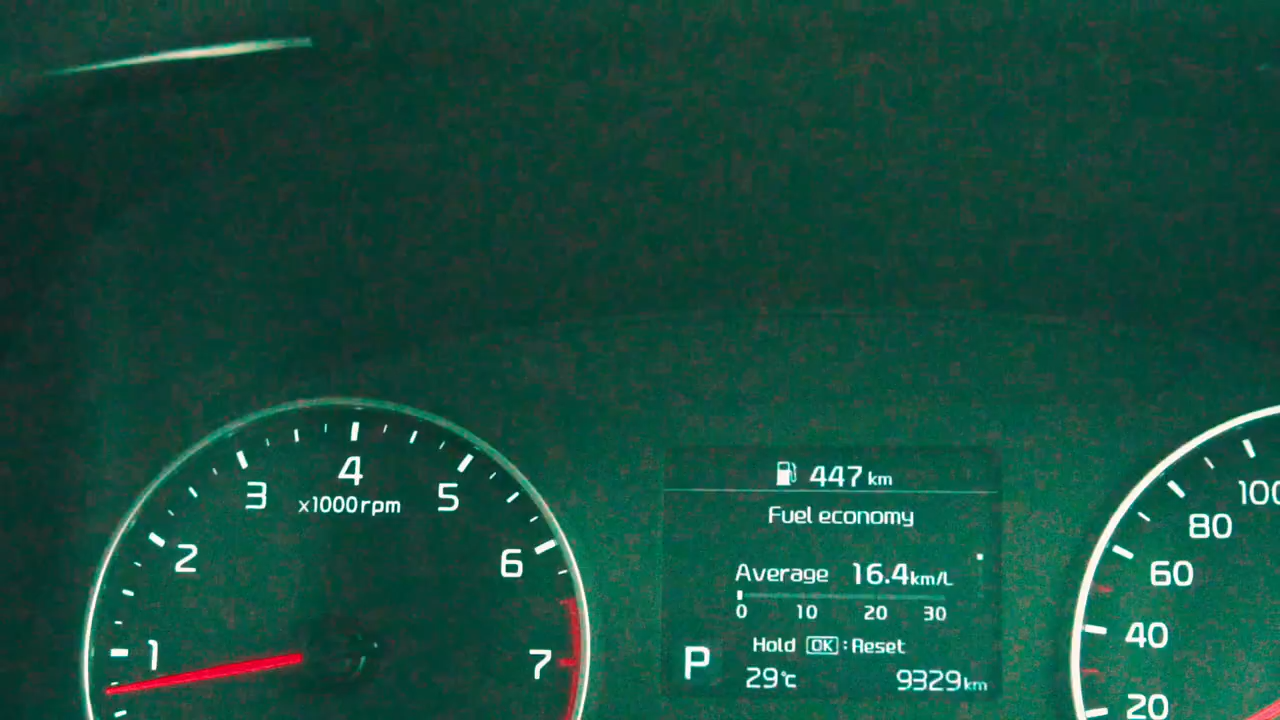 1
2
3
4
5
6
7
x1000rpm
447 km
Fuel economy
Average 16.4km/L
0 10 20 30
Hold OK : Reset
P
29℃
9329km
20
40
60
80
100